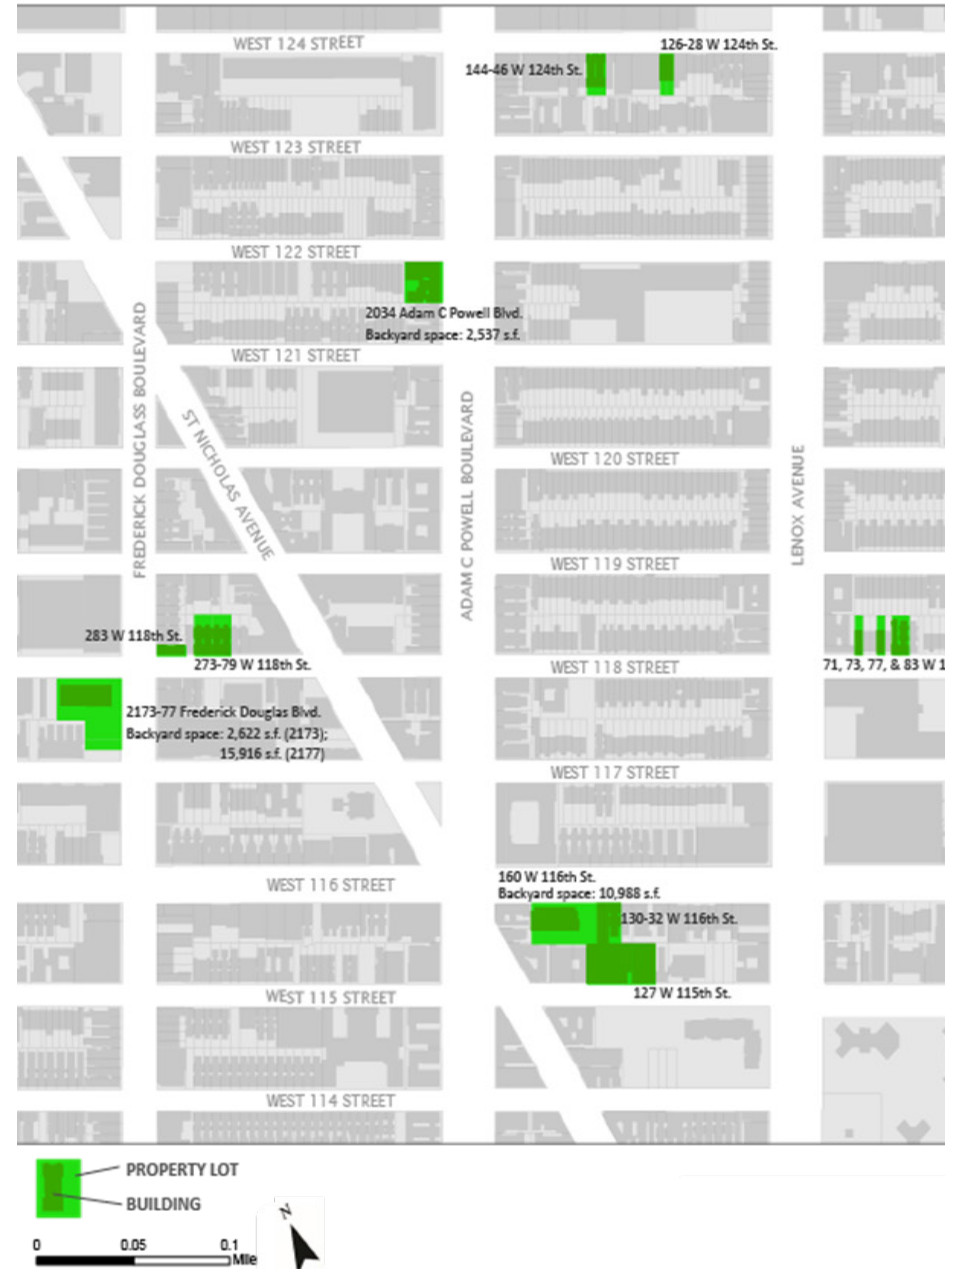 WEST 124 STREET
126-28 W 124th St.
144-46 W 124th St.
WEST 123 STREET
WEST 122 STREET
2034 Adam C Powell Blvd.
Backyard space: 2,537 s.f.
WEST 121 STREET
FREDERICK DOUGLASS BOULEVARD
ST NICHOLAS AVENUE
ADAM C POWELL BOULEVARD
LENOX AVENUE
WEST 120 STREET
WEST 119 STREET
283 W 118th St.
273-79 W 118th St.
WEST 118 STREET
71, 73, 77, & 83 W 1
2173-77 Frederick Douglas Blvd.
Backyard space: 2,622 s.f. (2173);
15,916 s.f. (2177)
WEST 117 STREET
160 W 116th St.
Backyard space: 10,988 s.f.
WEST 116 STREET
130-32 W 116th St.
WEST 115 STREET
127 W 115th St.
WEST 114 STREET
PROPERTY LOT
BUILDING
N
0 0.05 0.1
Mile